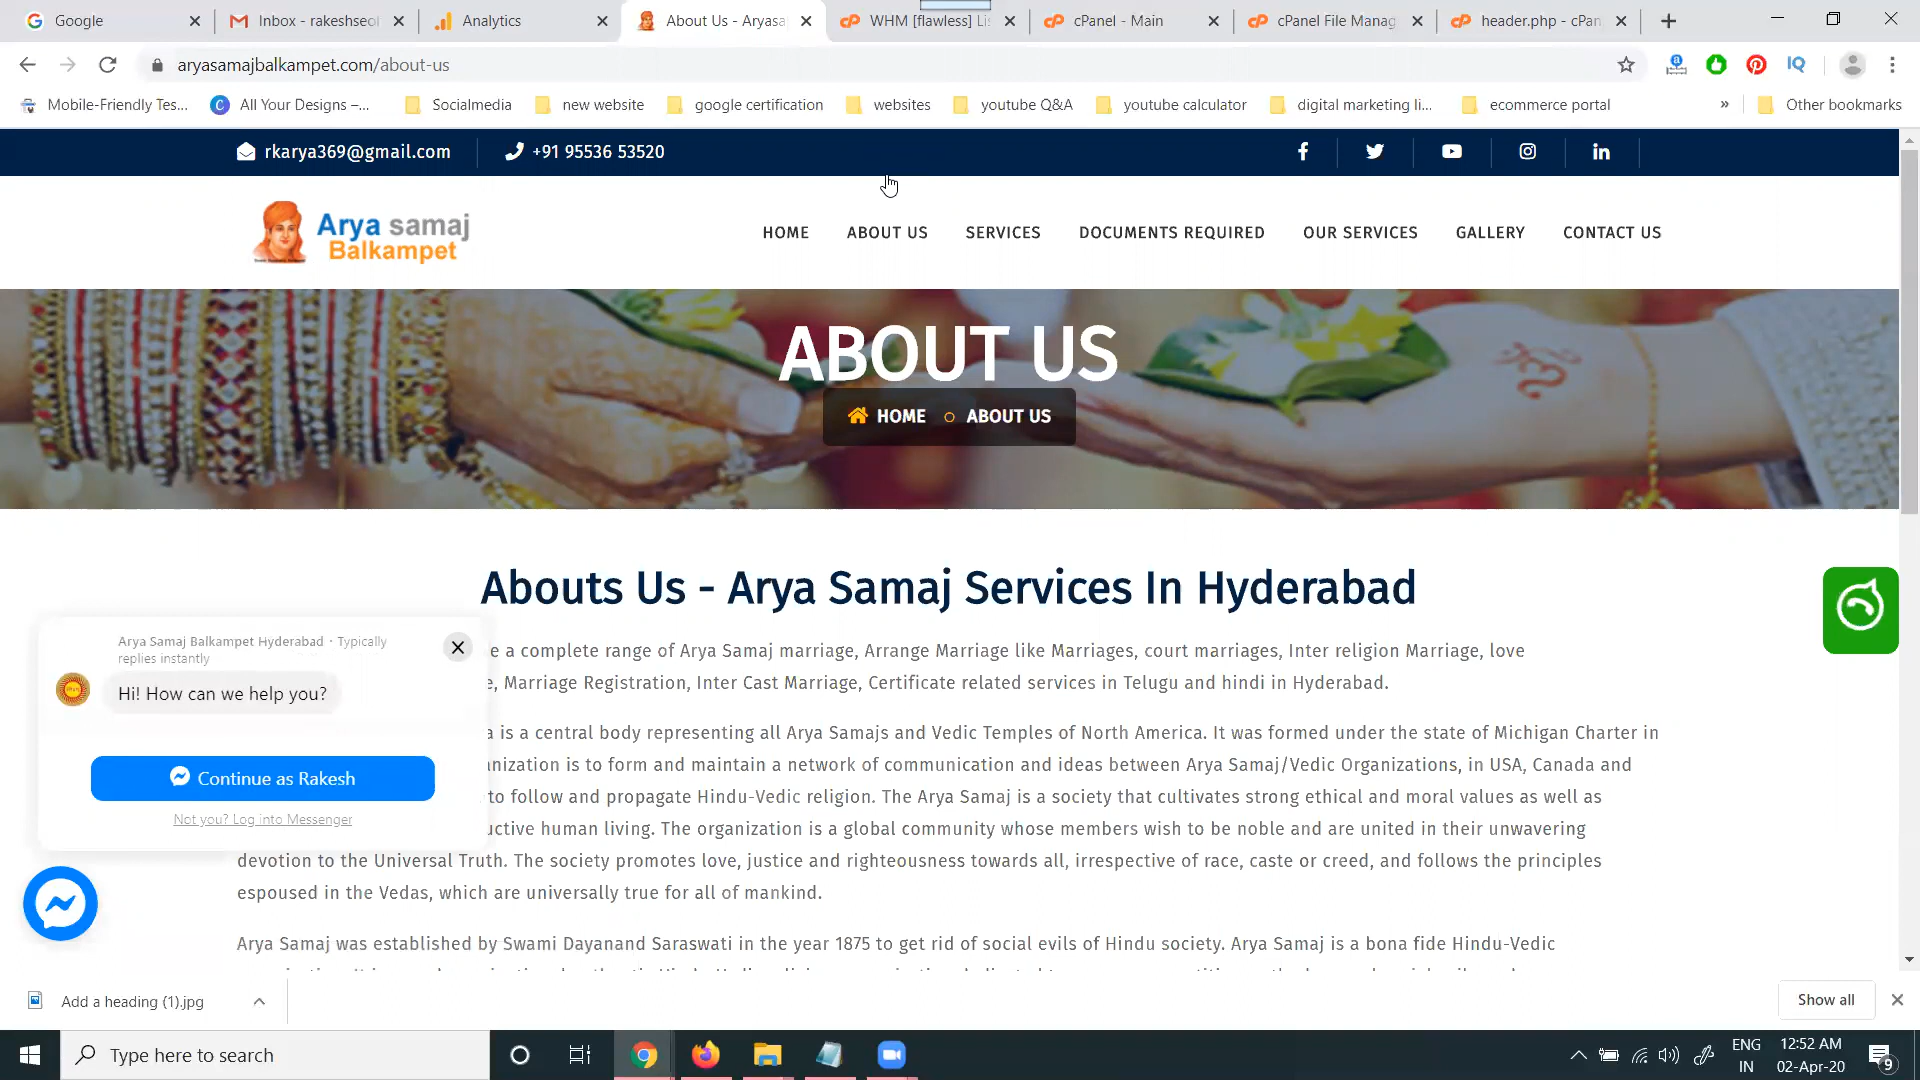 Google
Inbox - rakeshseol
Analytics
About Us - Aryasa
WHM [flawless] Li
cPanel - Main
cPanel File Manag
header.php - cPan
aryasamajbalkampet.com/about-us
Mobile-Friendly Tes...
All Your Designs –...
Socialmedia
new website
google certification
websites
youtube Q&A
youtube calculator
digital marketing li...
ecommerce portal
»
Other bookmarks
rkarya369@gmail.com
+91 95536 53520
Arya samaj
Balkampet
HOME
ABOUT US
SERVICES
DOCUMENTS REQUIRED
OUR SERVICES
GALLERY
CONTACT US
ABOUT US
HOME
ABOUT US
Abouts Us - Arya Samaj Services In Hyderabad
e a complete range of Arya Samaj marriage, Arrange Marriage like Marriages, court marriages, Inter religion Marriage, love
e, Marriage Registration, Inter Cast Marriage, Certificate related services in Telugu and hindi in Hyderabad.
a is a central body representing all Arya Samajs and Vedic Temples of North America. It was formed under the state of Michigan Charter in
nization is to form and maintain a network of communication and ideas between Arya Samaj/Vedic Organizations, in USA, Canada and
to follow and propagate Hindu-Vedic religion. The Arya Samaj is a society that cultivates strong ethical and moral values as well as
uctive human living. The organization is a global community whose members wish to be noble and are united in their unwavering
devotion to the Universal Truth. The society promotes love, justice and righteousness towards all, irrespective of race, caste or creed, and follows the principles
espoused in the Vedas, which are universally true for all of mankind.
Arya Samaj was established by Swami Dayanand Saraswati in the year 1875 to get rid of social evils of Hindu society. Arya Samaj is a bona fide Hindu-Vedic
Arya Samaj Balkampet Hyderabad · Typically
replies instantly
Hi! How can we help you?
Continue as Rakesh
Not you? Log into Messenger
Add a heading (1).jpg
Show all
Type here to search
ENG
IN
12:52 AM
02-Apr-20
9